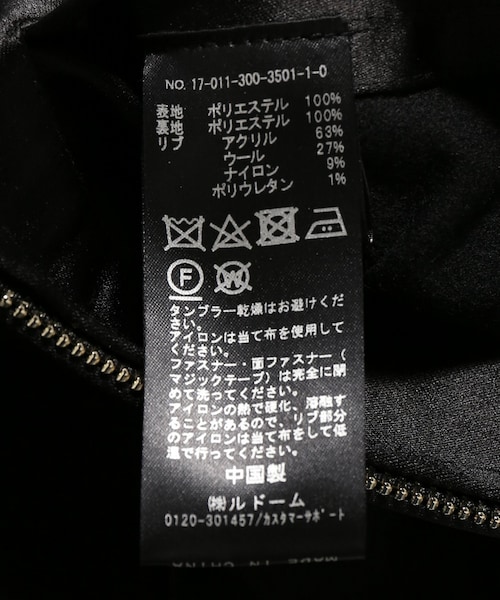 NO. 17-011-300-3501-1-0
表地 ポリエステル 100%
裏地 ポリエステル 100%
リブ アクリル 63%
ウール 27%
ナイロン 9%
ポリウレタン 1%
F W
タンブラー乾燥はお避けくだ
さい。
アイロンは当て布を使用して
ください。
ファスナー・面ファスナー(
マジックテープ)は完全に閉
めて洗ってください。
アイロンの熱で硬化、溶融す
ることがあるので、リブ部分
のアイロンは当て布をして低
温で行ってください。
中国製
㈱ルドーム
0120-301457/カスタマーサポート
MADE IN CHINA